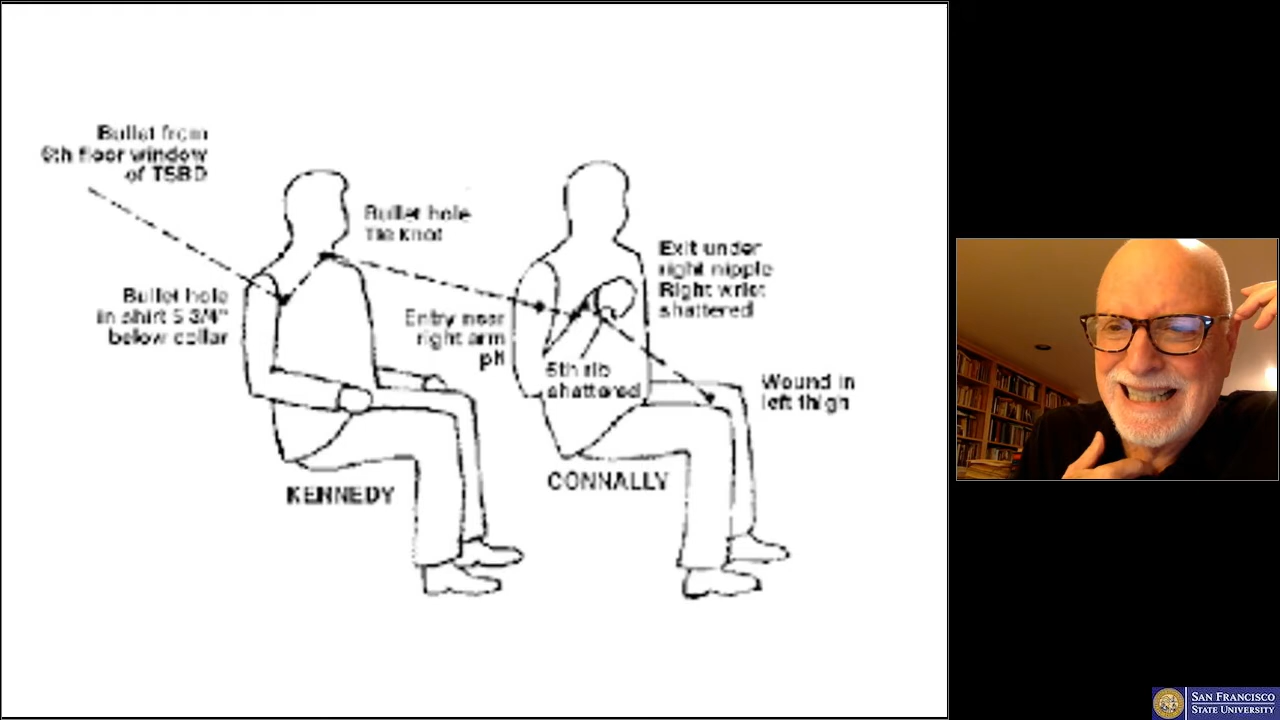 Bullet from
6th floor window
of TSBD
Bullet hole
Tie Knot
Bullet hole
in shirt 5 3/4"
below collar
Entry near
right arm
pit
5th rib
shattered
Exit under
right nipple
Right wrist
shattered
Wound in
left thigh
KENNEDY
CONNALLY
SAN FRANCISCO
STATE UNIVERSITY